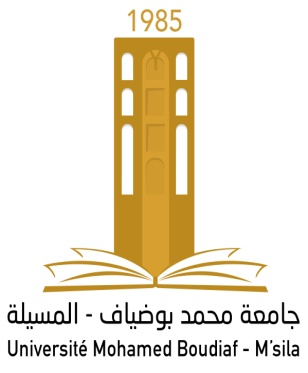 1985
جامعة محمد بوضياف - المسيلة
Université Mohamed Boudiaf - M'sila